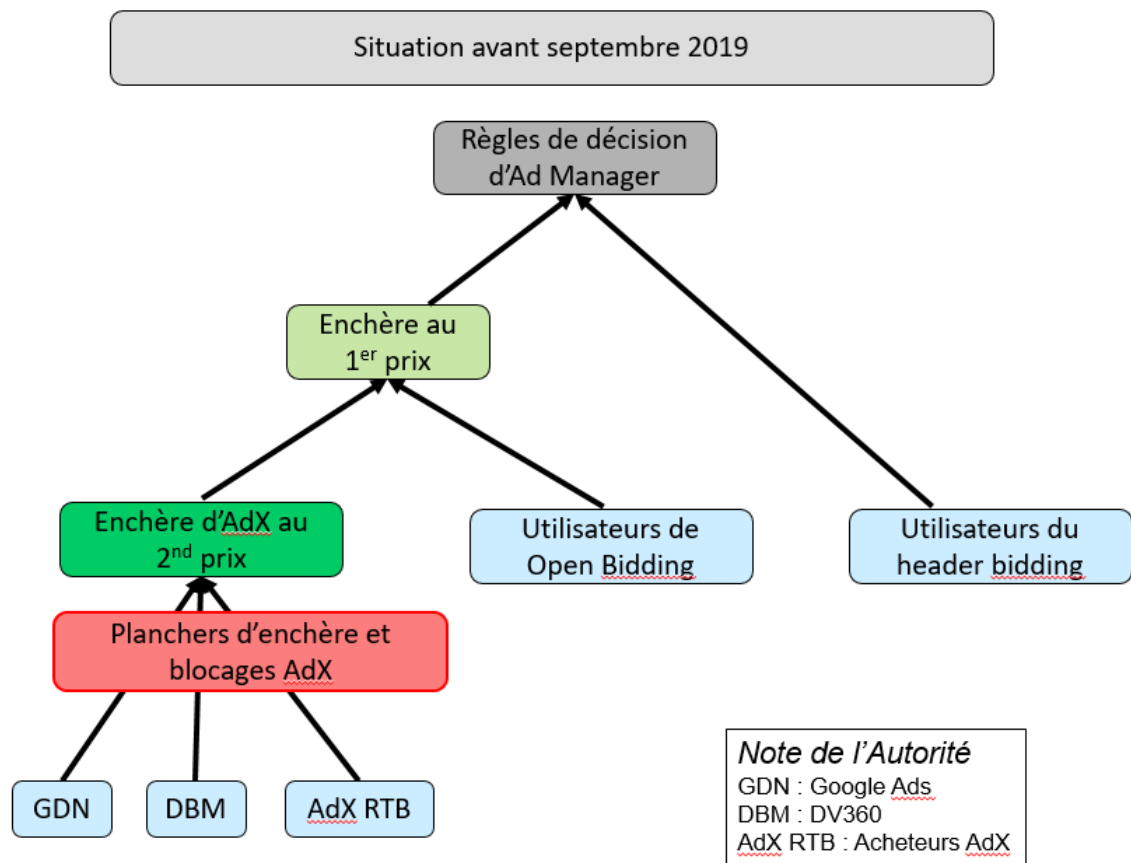 Situation avant septembre 2019
Règles de décision
d’Ad Manager
Enchère au
1er prix
Enchère d’AdX au
2nd prix
Utilisateurs de
Open Bidding
Utilisateurs du
header bidding
Planchers d’enchère et
blocages AdX
GDN
DBM
AdX RTB
Note de l’Autorité
GDN : Google Ads
DBM : DV360
AdX RTB : Acheteurs AdX